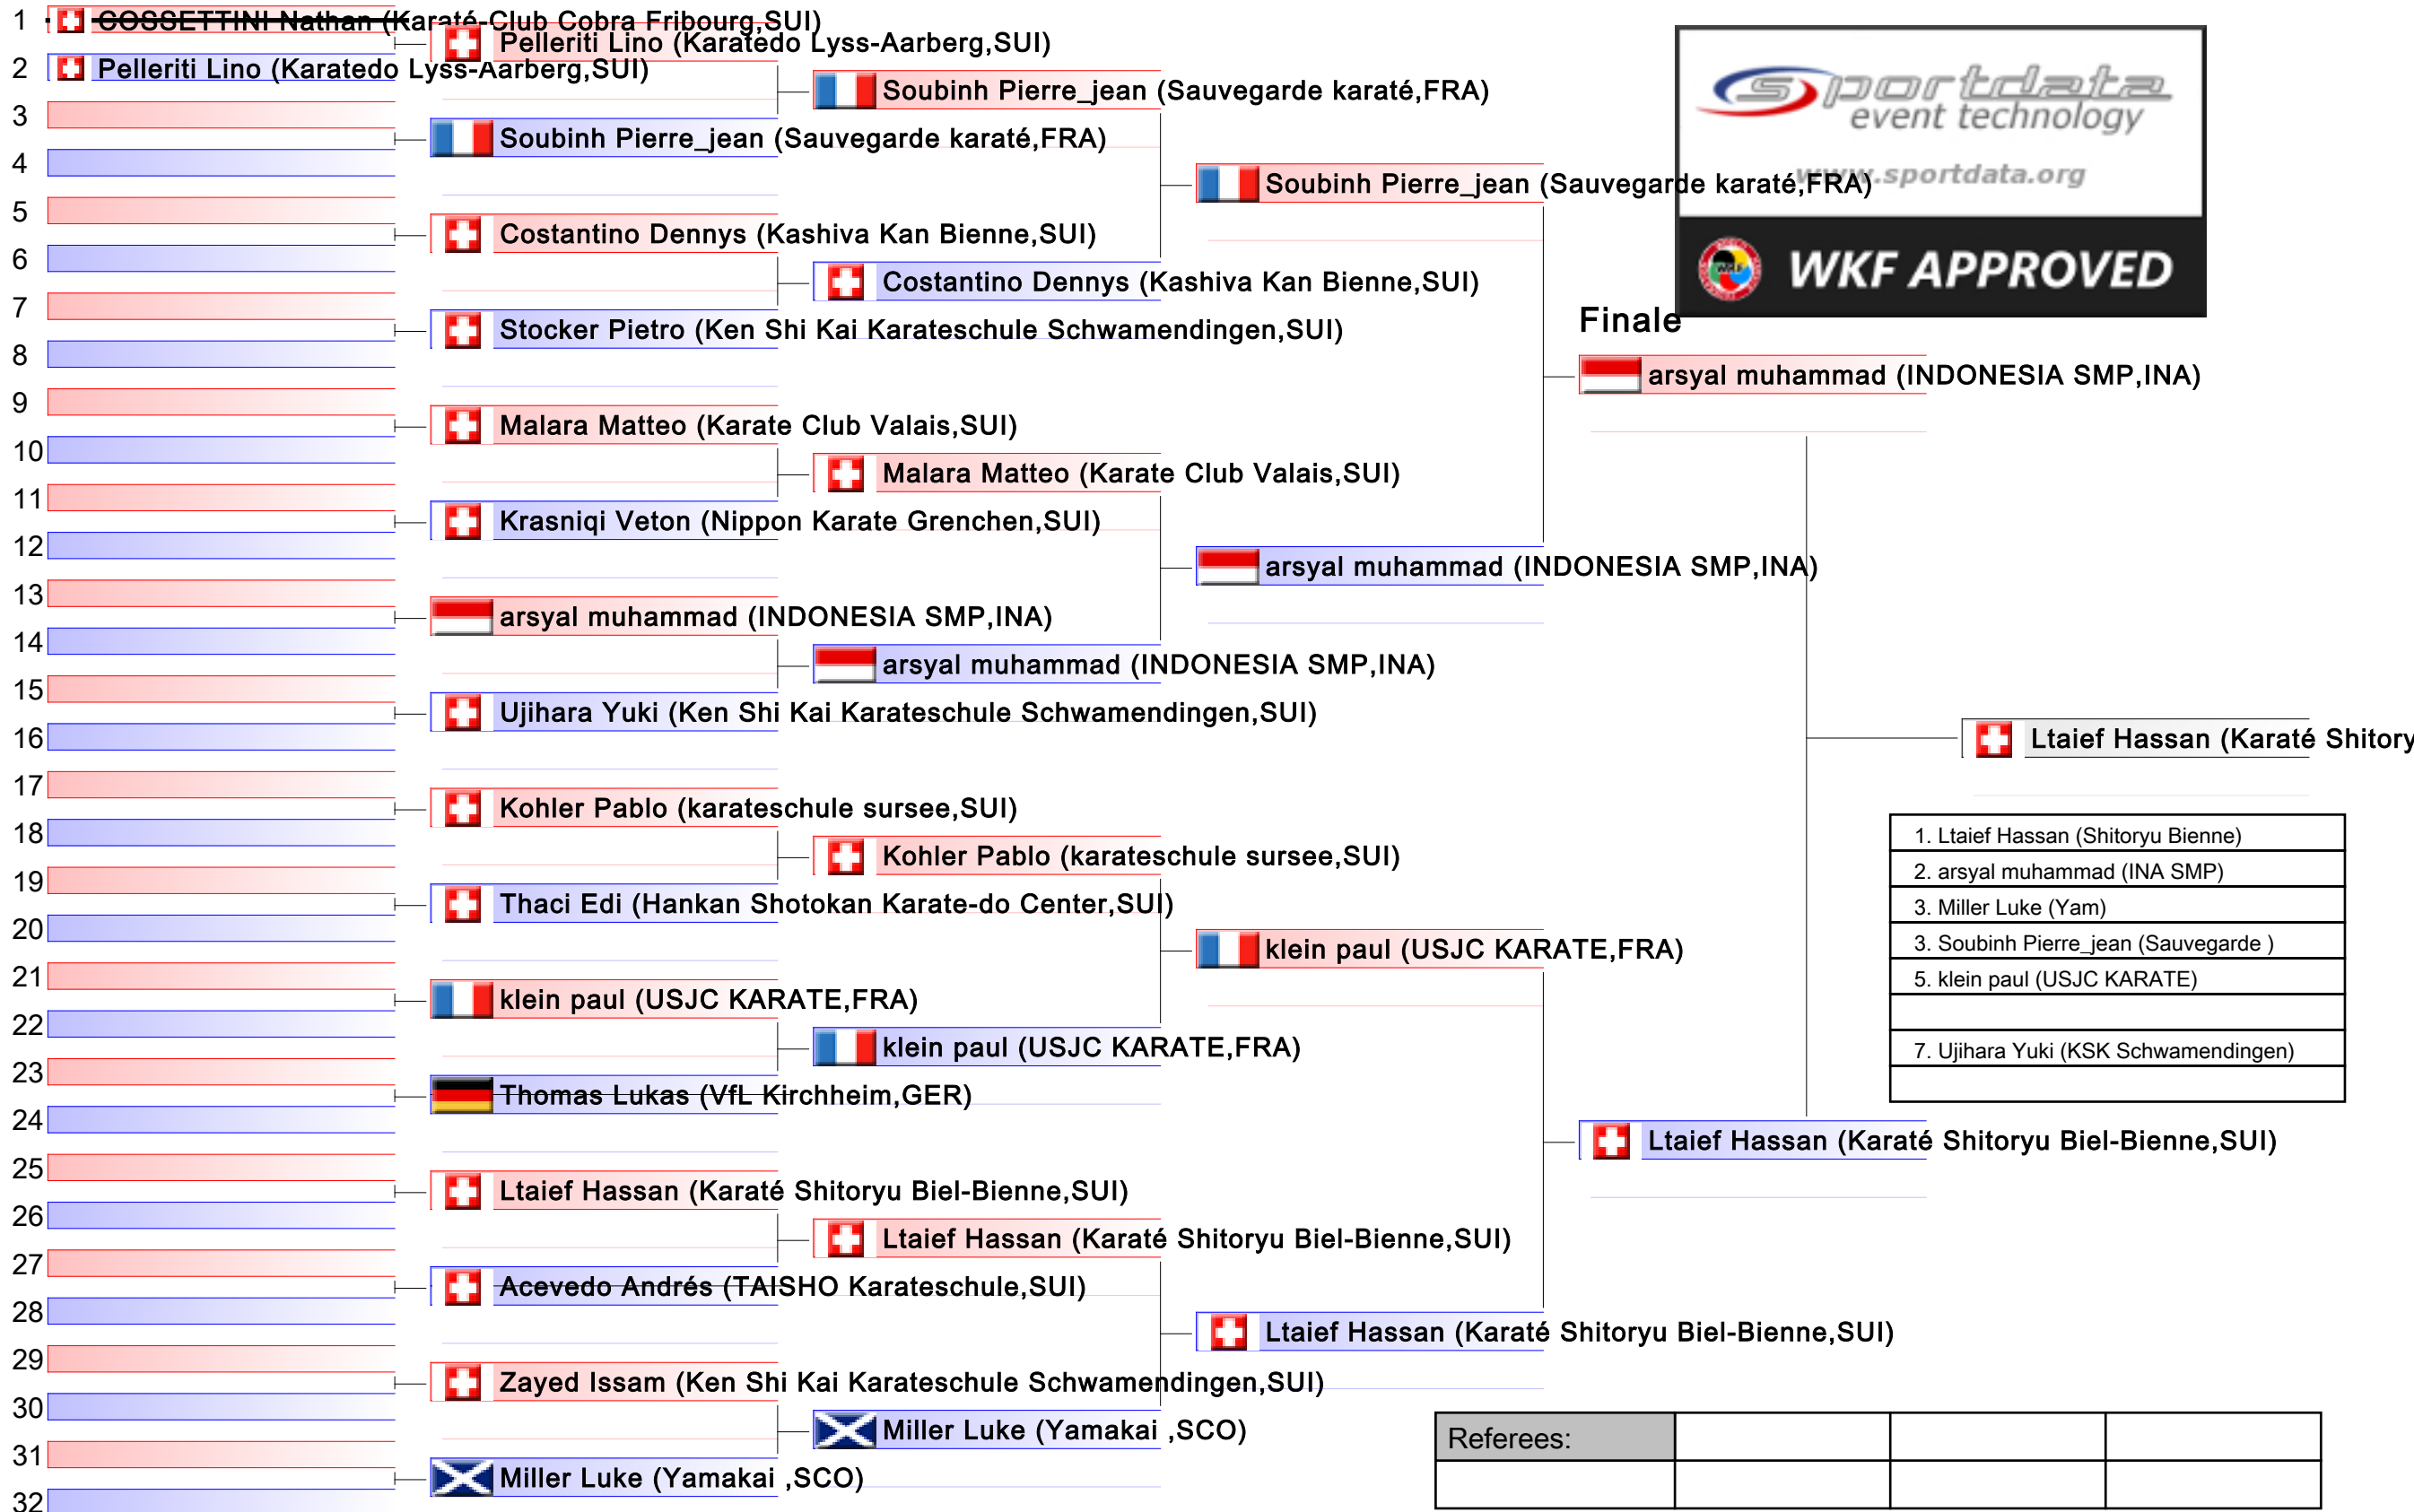 1 COSSETTINI Nathan (Karaté-Club Cobra Fribourg,SUI)
Pelleriti Lino (Karatedo Lyss-Aarberg,SUI)
2 Pelleriti Lino (Karatedo Lyss-Aarberg,SUI)
Soubinh Pierre_jean (Sauvegarde karaté,FRA)
3
Soubinh Pierre_jean (Sauvegarde karaté,FRA)
4
Soubinh Pierre_jean (Sauvegarde karaté,FRA)
sportdata
event technology
www.sportdata.org
WKF APPROVED
5
Costantino Dennys (Kashiva Kan Bienne,SUI)
6
Costantino Dennys (Kashiva Kan Bienne,SUI)
7
Stocker Pietro (Ken Shi Kai Karateschule Schwamendingen,SUI)
Finale
8
arsyal muhammad (INDONESIA SMP,INA)
9
Malara Matteo (Karate Club Valais,SUI)
10
Malara Matteo (Karate Club Valais,SUI)
11
Krasniqi Veton (Nippon Karate Grenchen,SUI)
12
arsyal muhammad (INDONESIA SMP,INA)
13
arsyal muhammad (INDONESIA SMP,INA)
14
arsyal muhammad (INDONESIA SMP,INA)
15
Ujihara Yuki (Ken Shi Kai Karateschule Schwamendingen,SUI)
16
Ltaief Hassan (Karaté Shitory
17
Kohler Pablo (karateschule sursee,SUI)
18
Kohler Pablo (karateschule sursee,SUI)
19
Thaci Edi (Hankan Shotokan Karate-do Center,SUI)
20
klein paul (USJC KARATE,FRA)
21
klein paul (USJC KARATE,FRA)
22
klein paul (USJC KARATE,FRA)
23
Thomas Lukas (VfL Kirchheim,GER)
24
Ltaief Hassan (Karaté Shitoryu Biel-Bienne,SUI)
1. Ltaief Hassan (Shitoryu Bienne)
2. arsyal muhammad (INA SMP)
3. Miller Luke (Yam)
3. Soubinh Pierre_jean (Sauvegarde )
5. klein paul (USJC KARATE)
7. Ujihara Yuki (KSK Schwamendingen)
25
Ltaief Hassan (Karaté Shitoryu Biel-Bienne,SUI)
26
Ltaief Hassan (Karaté Shitoryu Biel-Bienne,SUI)
27
Acevedo Andrés (TAISHO Karateschule,SUI)
28
Ltaief Hassan (Karaté Shitoryu Biel-Bienne,SUI)
29
Zayed Issam (Ken Shi Kai Karateschule Schwamendingen,SUI)
30
Miller Luke (Yamakai ,SCO)
31
Miller Luke (Yamakai ,SCO)
32
Referees: